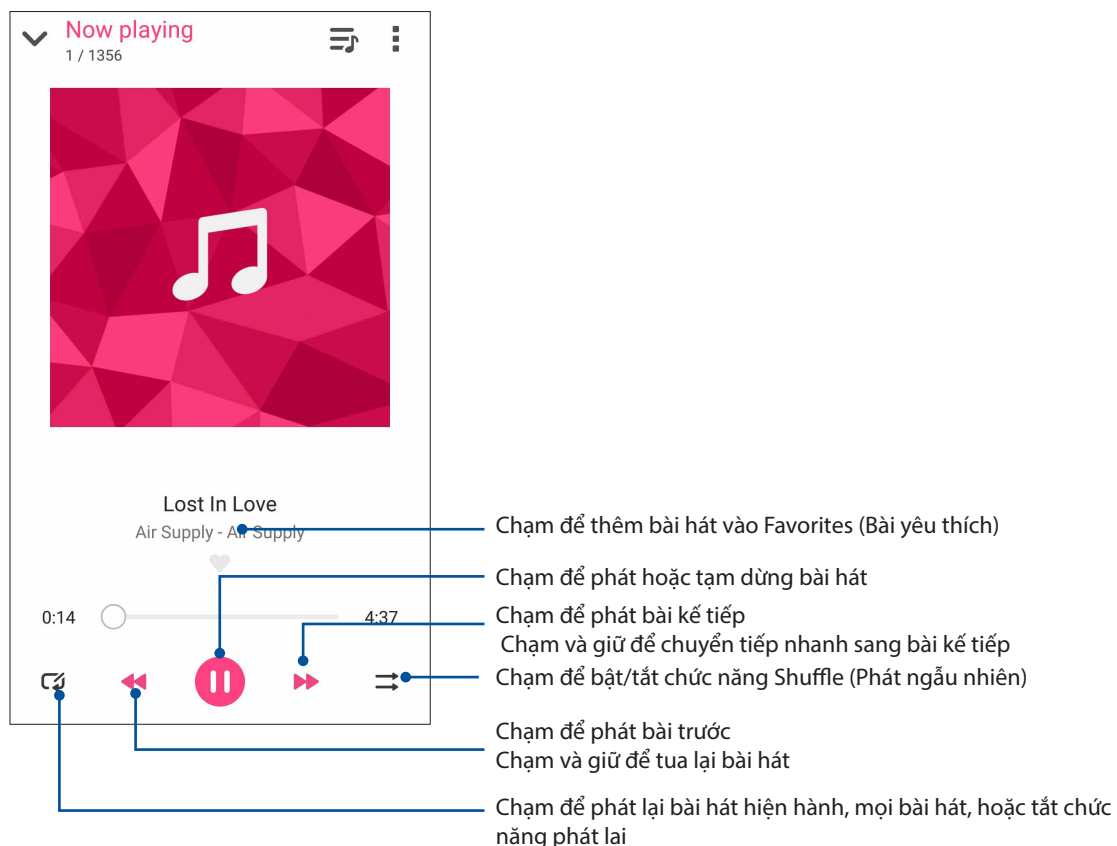 Now playing
1 / 1356
Lost In Love
Air Supply - Air Supply
Chạm để thêm bài hát vào Favorites (Bài yêu thích)
Chạm để phát hoặc tạm dừng bài hát
0:14
4:37
Chạm để phát bài kế tiếp
Chạm và giữ để chuyển tiếp nhanh sang bài kế tiếp
Chạm để bật/tắt chức năng Shuffle (Phát ngẫu nhiên)
Chạm để phát bài trước
Chạm và giữ để tua lại bài hát
Chạm để phát lại bài hát hiện hành, mọi bài hát, hoặc tắt chức
năng phát lại